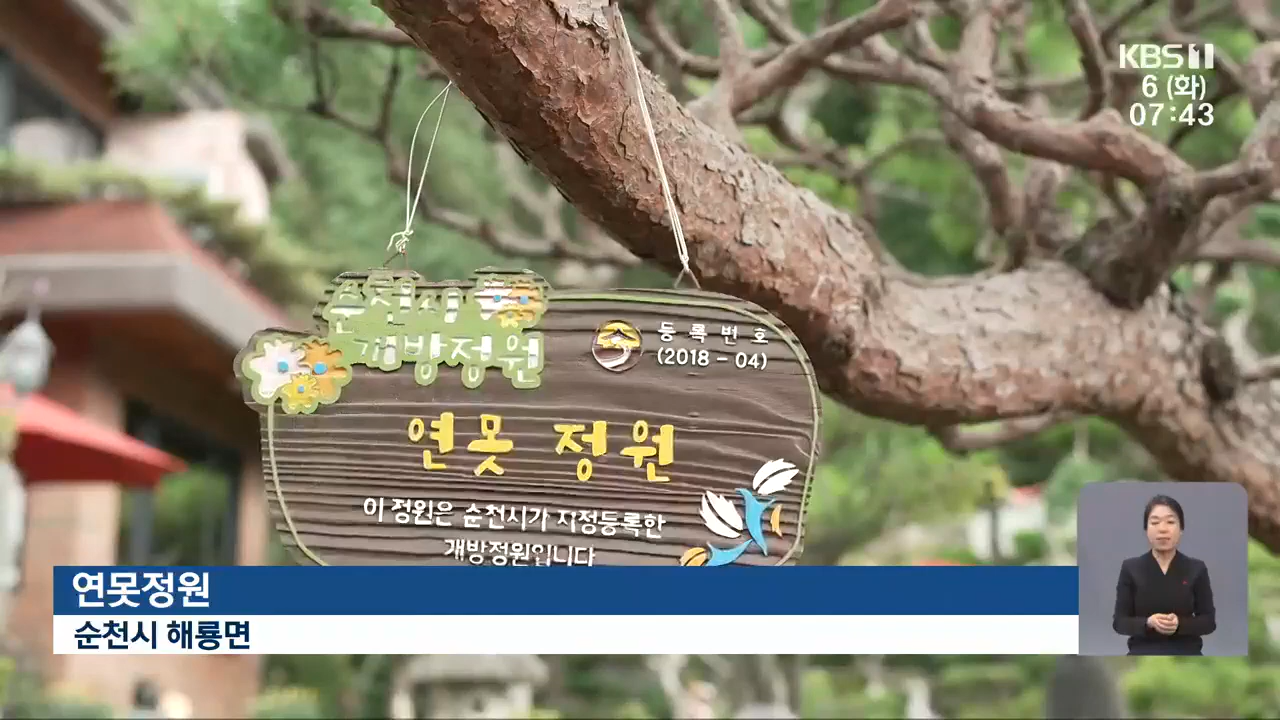 KBS1
6 (화)
07:43
순천시
개방정원
등록번호
(2018 - 04)
연못 정원
이 정원은 순천시가 지정등록한
개방정원입니다
연못정원
순천시 해룡면